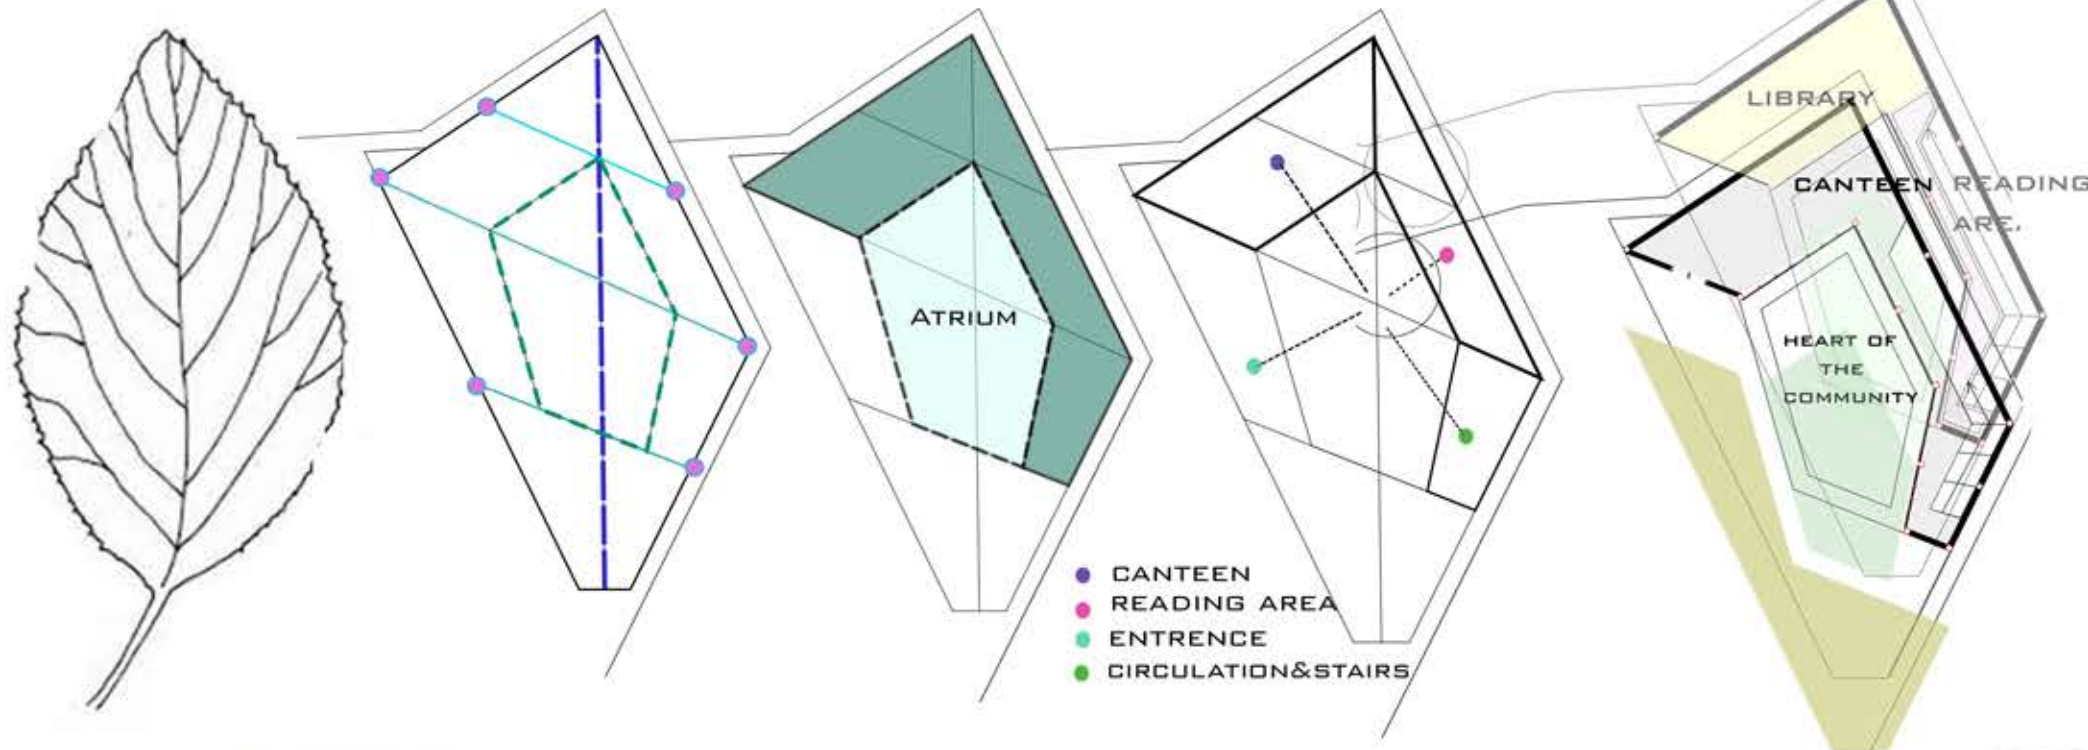 ATRIUM
CANTEEN
READING AREA
ENTRENCE
CIRCULATION&STAIRS
LIBRARY
CANTEEN
READING
ARE,
HEART OF
THE
COMMUNITY